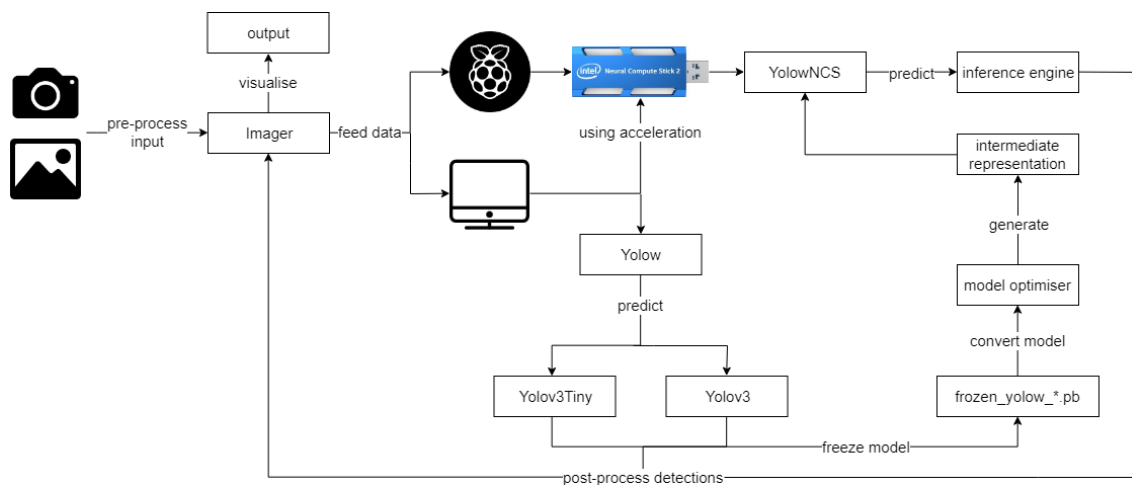 output
visualise
pre-process
input
Imager
feed data
intel
Neural Compute Stick 2
using acceleration
YolowNCS
predict
inference engine
intermediate
representation
generate
model optimiser
convert model
frozen_yolow_*.pb
Yolow
predict
Yolov3Tiny
Yolov3
freeze model
post-process detections